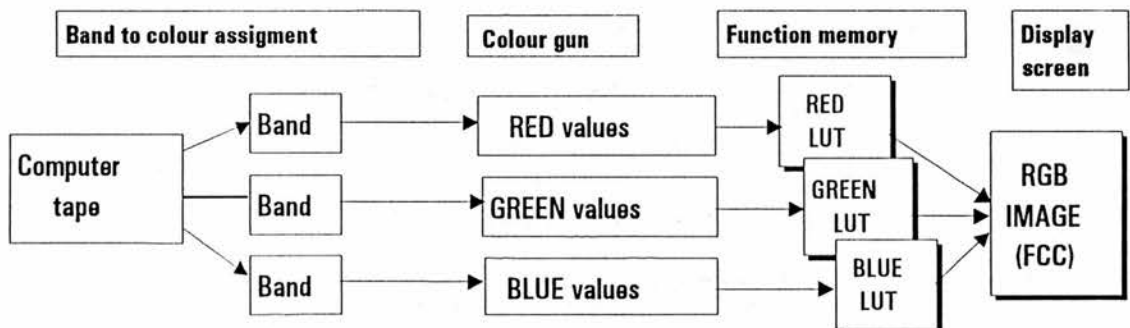 Band to colour assigment
Colour gun
Function memory
Display
screen
Computer
tape
Band
RED values
RED
LUT
Band
GREEN values
GREEN
LUT
Band
BLUE values
BLUE
LUT
RGB
IMAGE
(FCC)